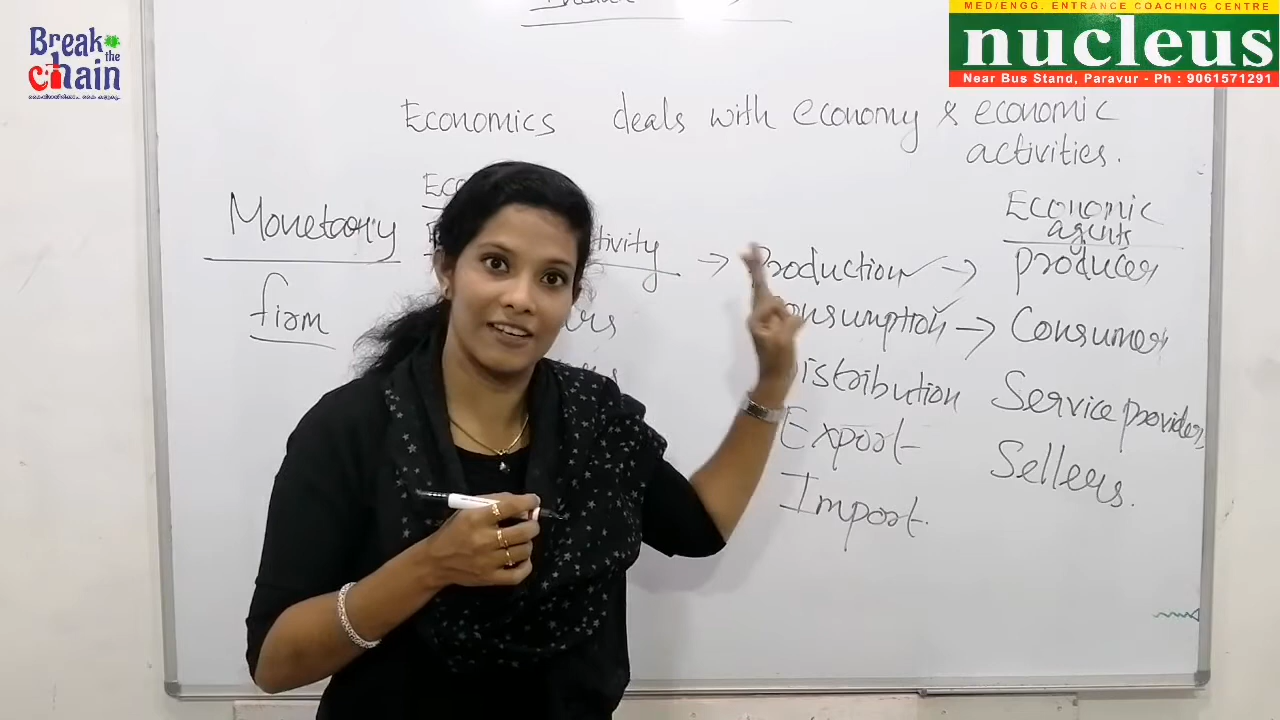 Break
the
chain
MED/ENGG. ENTRANCE COACHING CENTRE
nucleus
Near Bus Stand, Paravur - Ph : 9061571291
Economics deals with economy & economic
activities.
Monetary
firm
→ Production ✓ → producer
Consumption → Consumer
Distribution
Export
Import.
Economic
agents
Service provider,
Sellers.